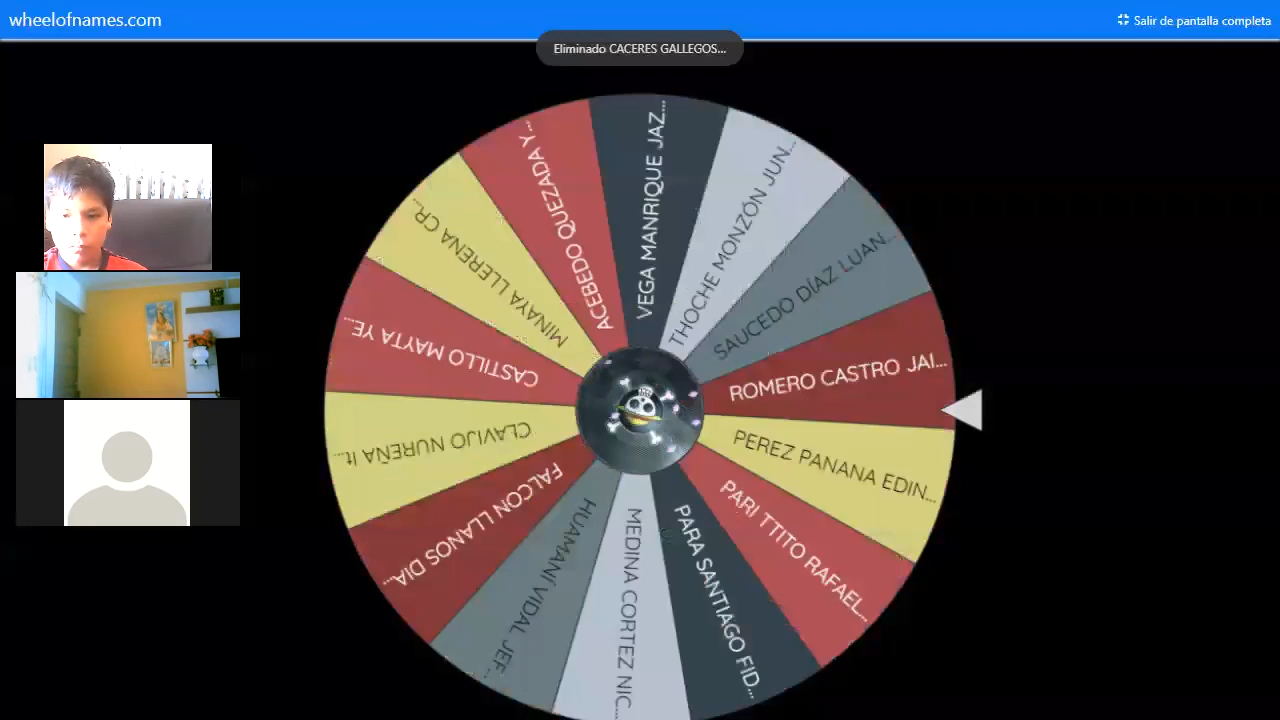 wheelofnames.com
Salir de pantalla completa
Eliminado CACERES GALLEGOS...
VEGA MANRIQUE JAZ...
THOCHE MONZÓN JUN...
SAUCEDO DÍAZ LUAN...
ROMERO CASTRO JAI...
PEREZ PANANA EDIN...
PARI TTITO RAFAEL...
PARA SANTIAGO FID...
MEDINA CORTEZ NIC...
HUAMANÍ VIDAL JEF...
FALCON LLANOS DIA...
CLAVIJO NUREÑA It...
CASTILLO MAYTA YE...
MINAYA LLERENA CR...
ACEBEDO QUEZADA Y...